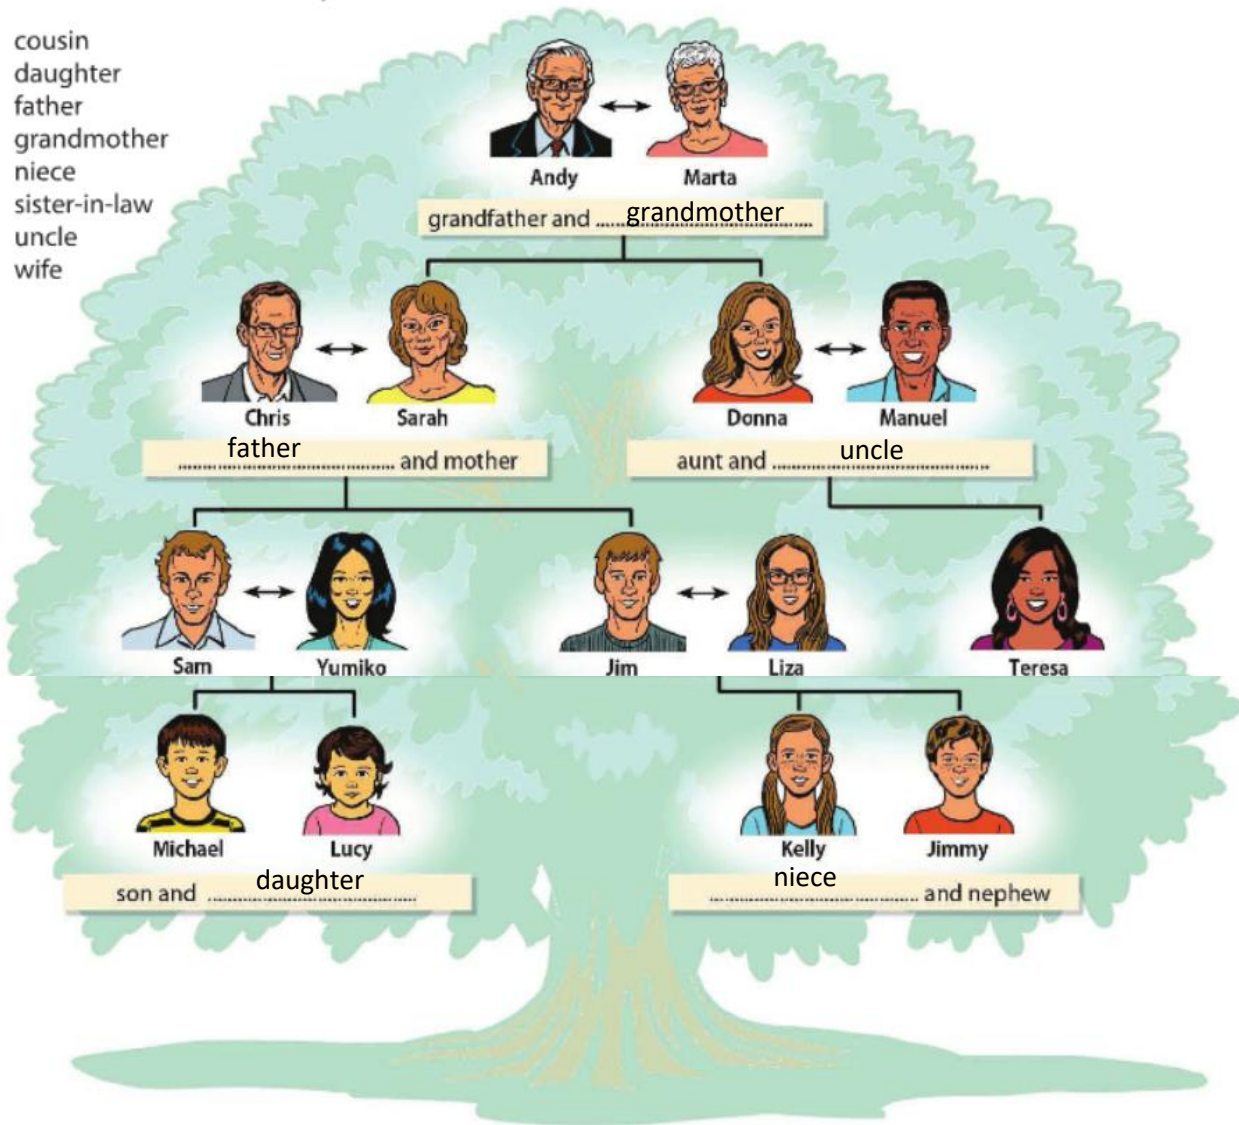 cousin
daughter
father
grandmother
niece
sister-in-law
uncle
wife
Andy Marta
grandfather and grandmother
Chris Sarah Donna Manuel
father and mother aunt and uncle
Sam Yumiko Jim Liza Teresa
Michael Lucy Kelly Jimmy
son and daughter niece and nephew